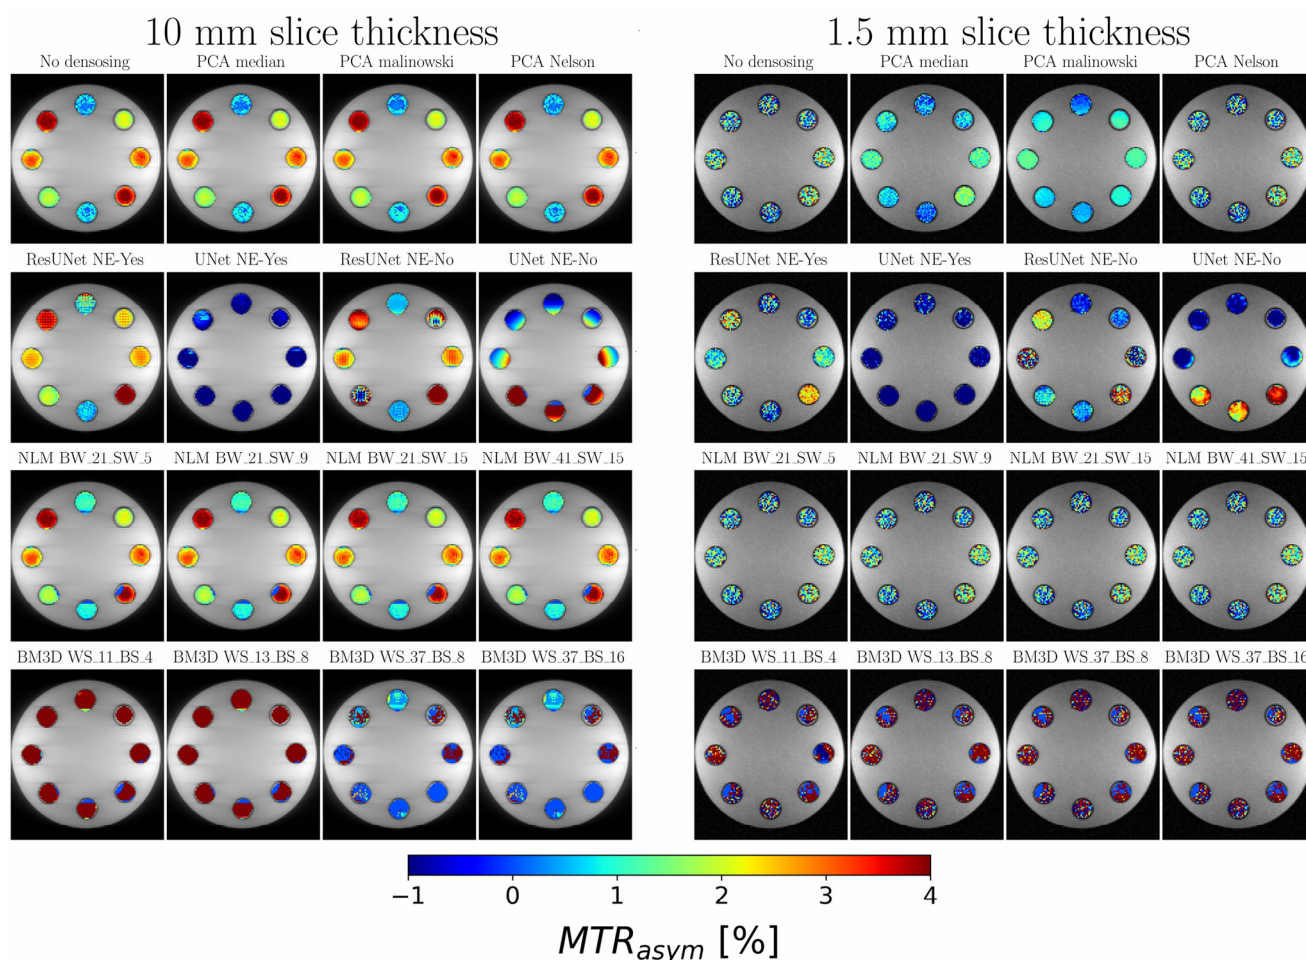 10 mm slice thickness 1.5 mm slice thickness
No densosing PCA median PCA malinowski PCA Nelson No densosing PCA median PCA malinowski PCA Nelson
ResUNet NE-Yes UNet NE-Yes ResUNet NE-No UNet NE-No ResUNet NE-Yes UNet NE-Yes ResUNet NE-No UNet NE-No
NLM BW_21_SW_5 NLM BW_21_SW_9 NLM BW_21_SW_15 NLM BW_41_SW_15 NLM BW_21_SW_5 NLM BW_21_SW_9 NLM BW_21_SW_15 NLM BW_41_SW_15
BM3D WS_11_BS_4 BM3D WS_13_BS_8 BM3D WS_37_BS_8 BM3D WS_37_BS_16 BM3D WS_11_BS_4 BM3D WS_13_BS_8 BM3D WS_37_BS_8 BM3D WS_37_BS_16
−1 0 1 2 3 4
MTR_asym [%]